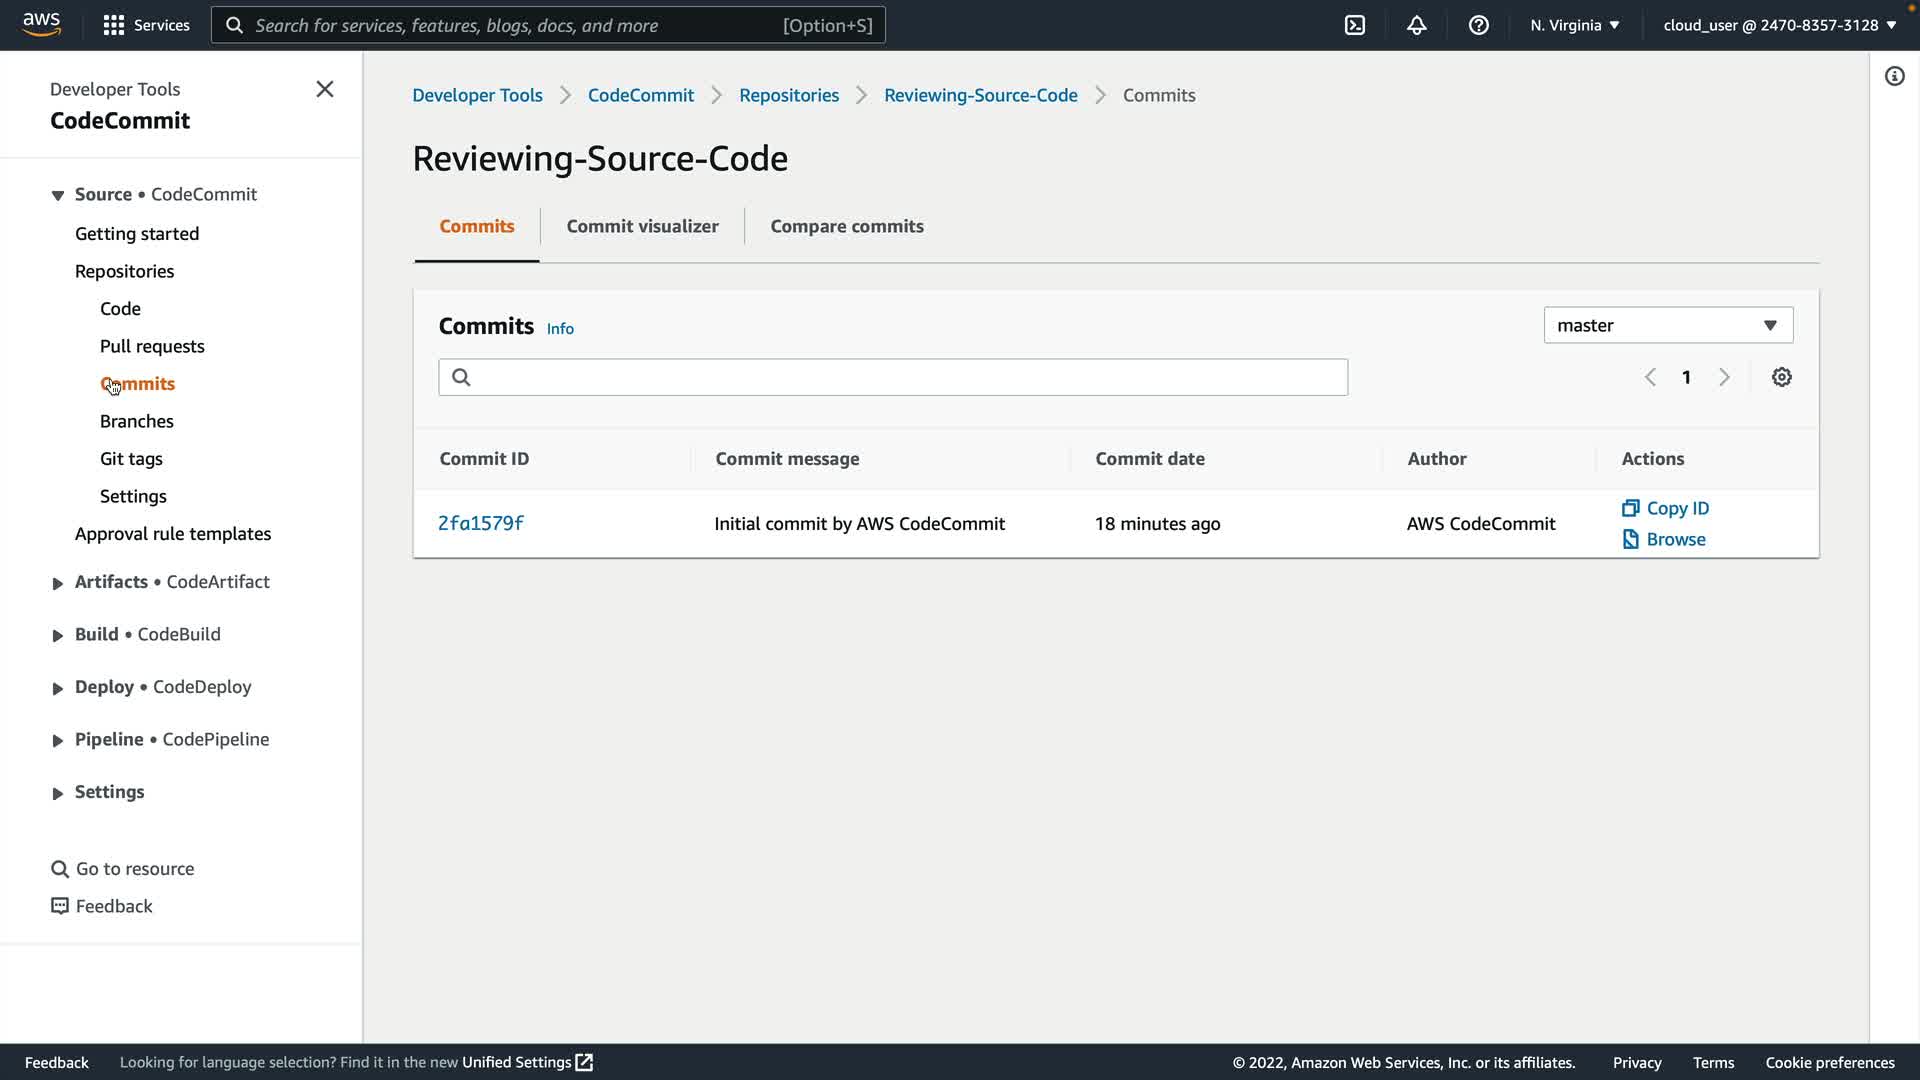 aws Services Search for services, features, blogs, docs, and more [Option+S] N. Virginia cloud_user @ 2470-8357-3128
Developer Tools
CodeCommit
Source • CodeCommit
Getting started
Repositories
Code
Pull requests
Commits
Branches
Git tags
Settings
Approval rule templates
Artifacts • CodeArtifact
Build • CodeBuild
Deploy • CodeDeploy
Pipeline • CodePipeline
Settings
Go to resource
Feedback
Developer Tools CodeCommit Repositories Reviewing-Source-Code Commits
Reviewing-Source-Code
Commits Commit visualizer Compare commits
Commits Info master
1
Commit ID Commit message Commit date Author Actions
2fa1579f Initial commit by AWS CodeCommit 18 minutes ago AWS CodeCommit Copy ID
Browse
Feedback Looking for language selection? Find it in the new Unified Settings © 2022, Amazon Web Services, Inc. or its affiliates. Privacy Terms Cookie preferences